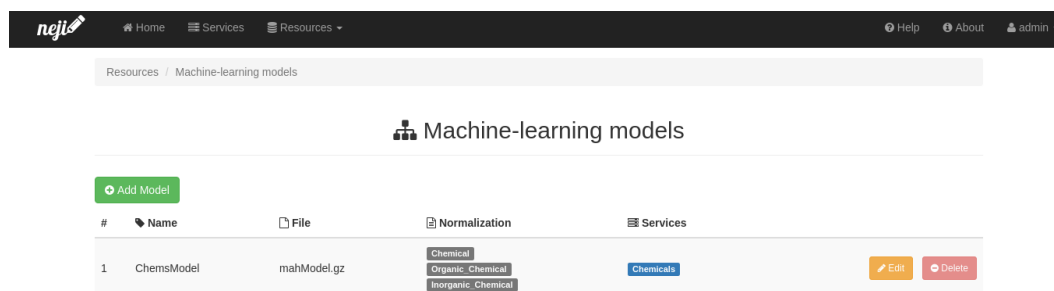 neji Home Services Resources Help About admin
Resources / Machine-learning models
Machine-learning models
Add Model
# Name File Normalization Services
Chemical
1 ChemsModel mahModel.gz Organic_Chemical Chemicals Edit Delete
Inorganic_Chemical